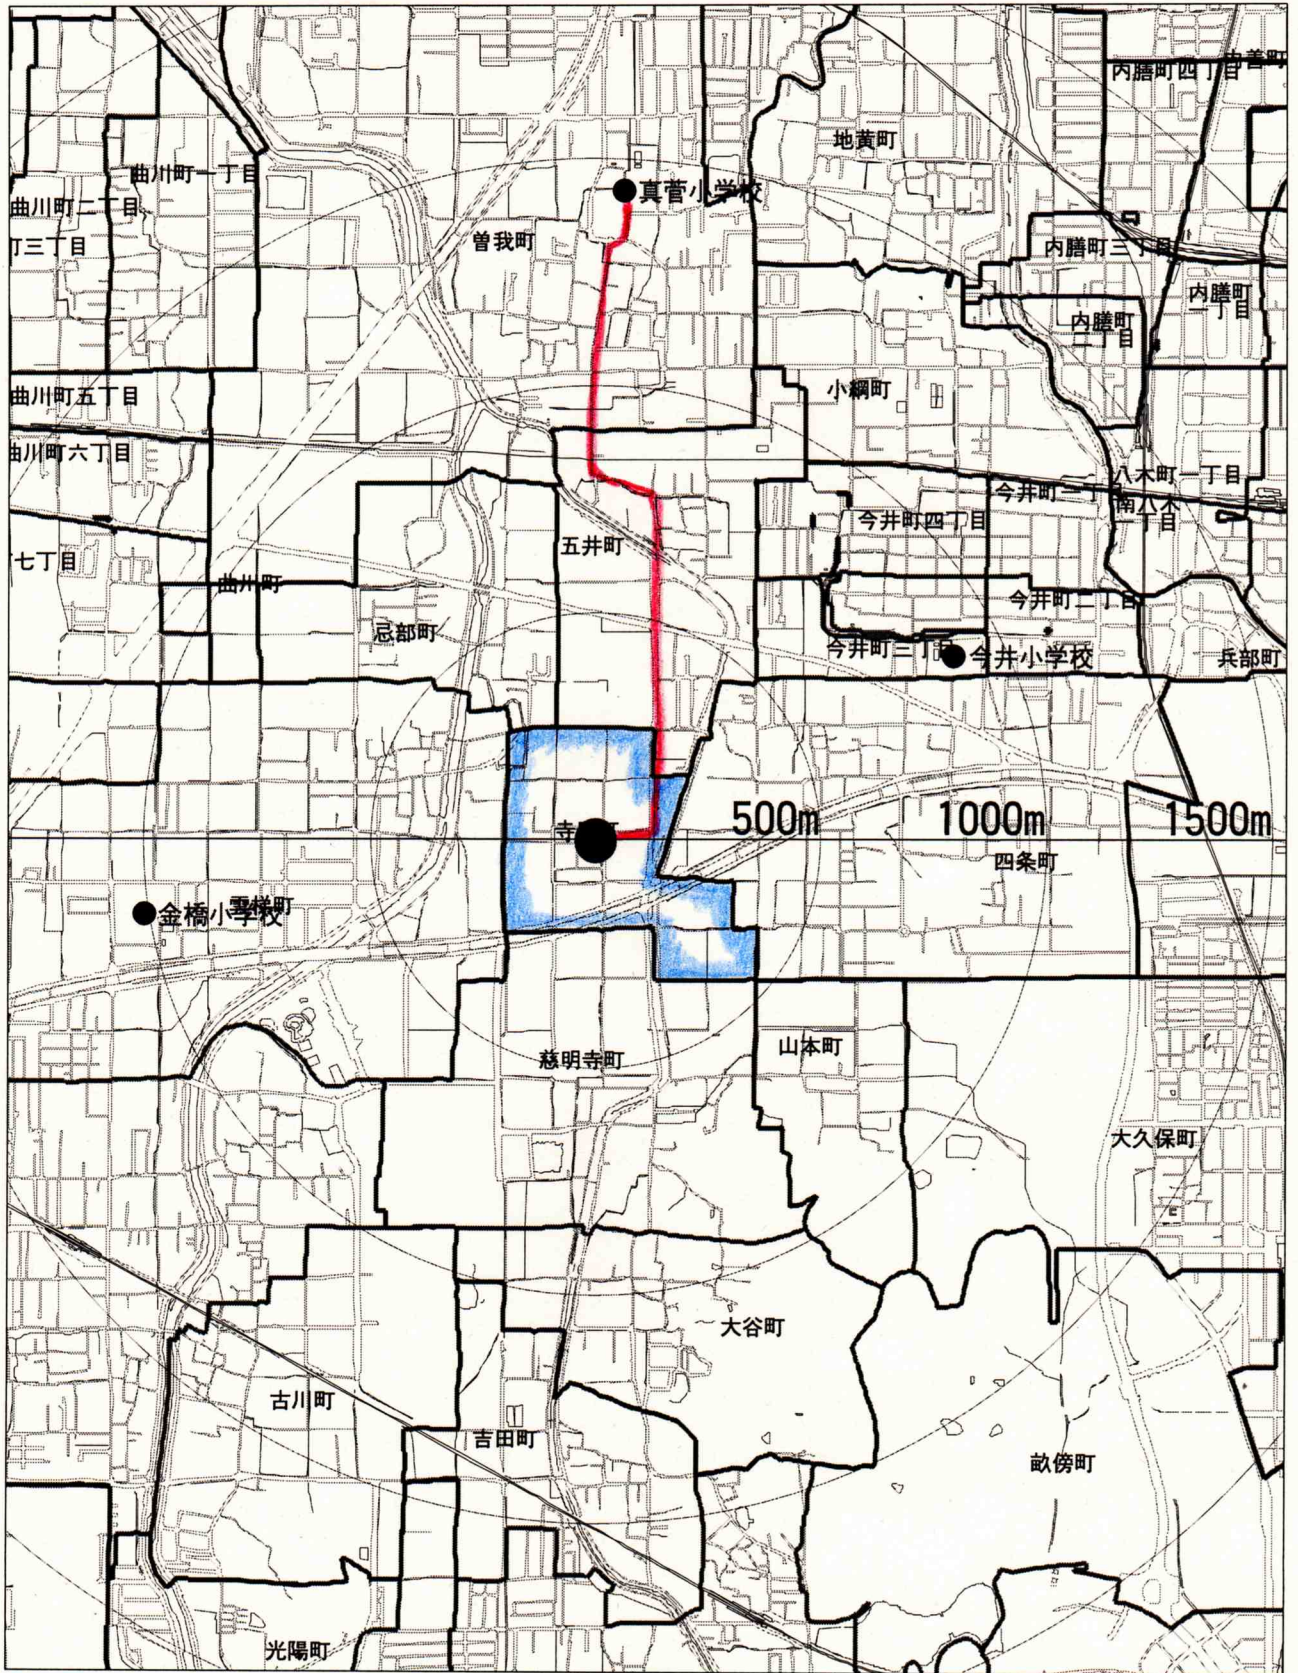 内膳町四丁目
地黄町
曲川町一丁目
真菅小学校
曲川町二丁目
町三丁目
曽我町
内膳町三丁目
内膳町
一丁目
内膳町
二丁目
曲川町五丁目
小綱町
曲川町六丁目
八木町一丁目
今井町一丁
南八木
一丁目
今井町四丁目
五井町
七丁目
曲川町
今井町二丁目
忌部町
今井町三丁目
今井小学校
兵部町
500m
1000m
1500m
寺
四条町
金橋小学校
雲梯町
慈明寺町
山本町
大久保町
大谷町
古川町
吉田町
畝傍町
光陽町